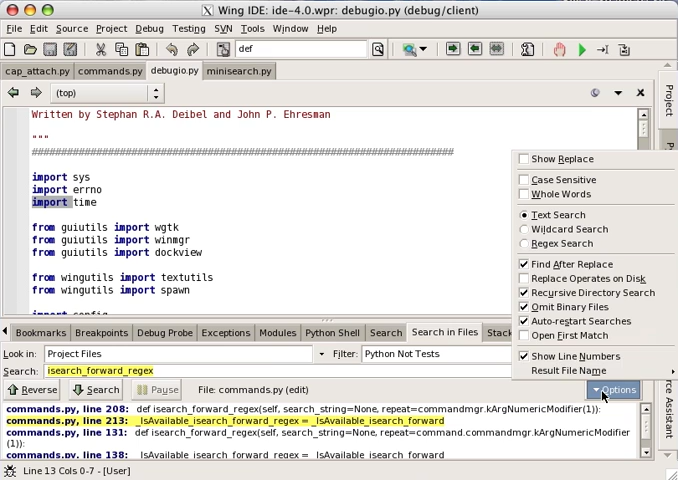 Wing IDE: ide-4.0.wpr: debugio.py (debug/client)
File Edit Source Project Debug Testing SVN Tools Window Help
def
cap_attach.py commands.py debugio.py minisearch.py
(top)
Project
Written by Stephan R.A. Deibel and John P. Ehresman
"""
import sys
import errno
import time
from guiutils import wgtk
from guiutils import winmgr
from guiutils import dockview
from wingutils import textutils
from wingutils import spawn
import config
Show Replace
Case Sensitive
Whole Words
Text Search
Wildcard Search
Regex Search
Find After Replace
Replace Operates on Disk
Recursive Directory Search
Omit Binary Files
Auto-restart Searches
Open First Match
Show Line Numbers
Result File Name
Bookmarks Breakpoints Debug Probe Exceptions Modules Python Shell Search Search in Files Stack
Look in: Project Files Filter: Python Not Tests
Search: isearch_forward_regex
Reverse Search Pause File: commands.py (edit) Options
commands.py, line 208: def isearch_forward_regex(self, search_string=None, repeat=commandmgr.kArgNumericModifier(1)):
commands.py, line 213: _IsAvailable_isearch_forward_regex = _IsAvailable_isearch_forward
commands.py, line 131: def isearch_forward_regex(self, search_string=None, repeat=command.commandmgr.kArgNumericModifier
(1)):
commands.py, line 138: _IsAvailable_isearch_forward_regex = _IsAvailable_isearch_forward
Assistant
Line 13 Cols 0-7 - [User]